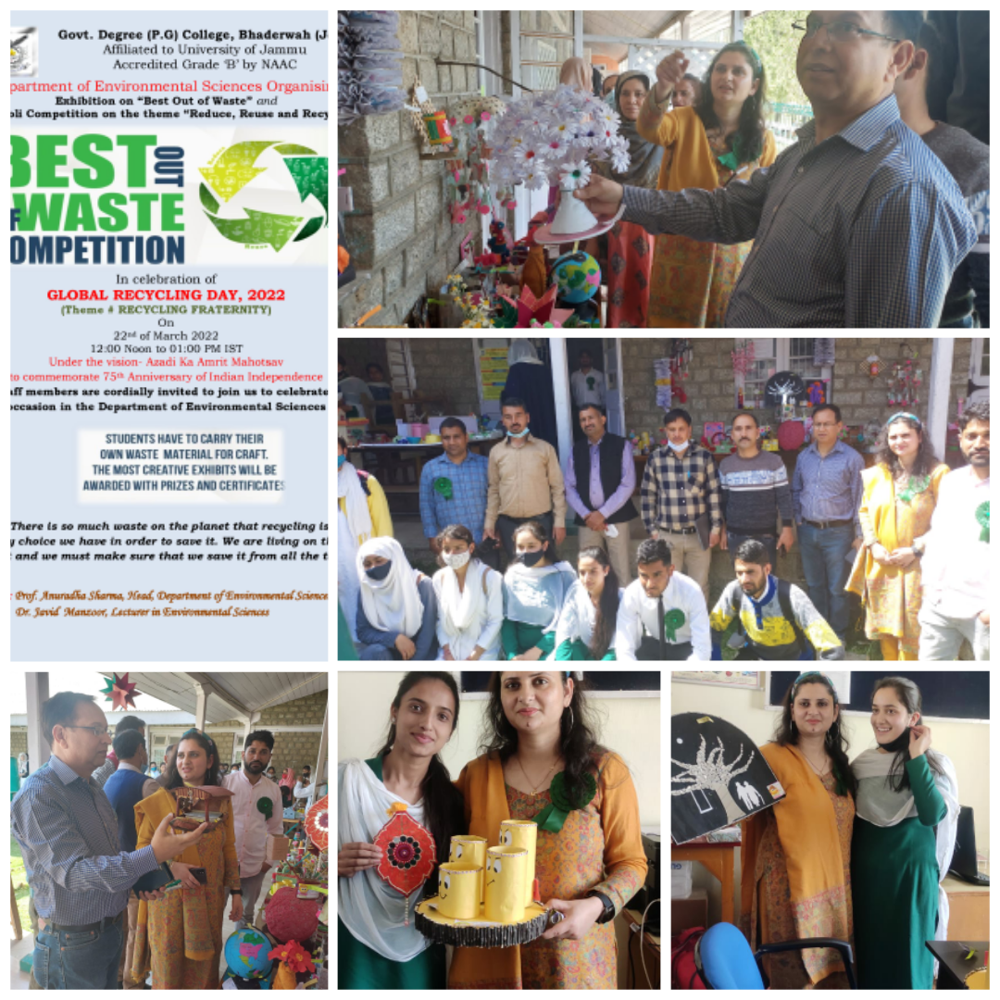 Govt. Degree (P.G) College, Bhaderwah (J
Affiliated to University of Jammu
Accredited Grade 'B' by NAAC
partment of Environmental Sciences Organisi
Exhibition on "Best Out of Waste" and
oli Competition on the theme "Reduce, Reuse and Recy
BEST OUT
OF WASTE
OMPETITION
Reuse
In celebration of
GLOBAL RECYCLING DAY, 2022
(Theme # RECYCLING FRATERNITY)
On
22nd of March 2022
12:00 Noon to 01:00 PM IST
Under the vision- Azadi Ka Amrit Mahotsav
to commemorate 75th Anniversary of Indian Independence
aff members are cordially invited to join us to celebrate
occasion in the Department of Environmental Sciences
STUDENTS HAVE TO CARRY THEIR
OWN WASTE MATERIAL FOR CRAFT.
THE MOST CREATIVE EXHIBITS WILL BE
AWARDED WITH PRIZES AND CERTIFICATES
There is so much waste on the planet that recycling is
y choice we have in order to save it. We are living on t
and we must make sure that we save it from all the t
: Prof. Anuradha Sharma, Head, Department of Environmental Science
Dr. Javid Manzoor, Lecturer in Environmental Sciences